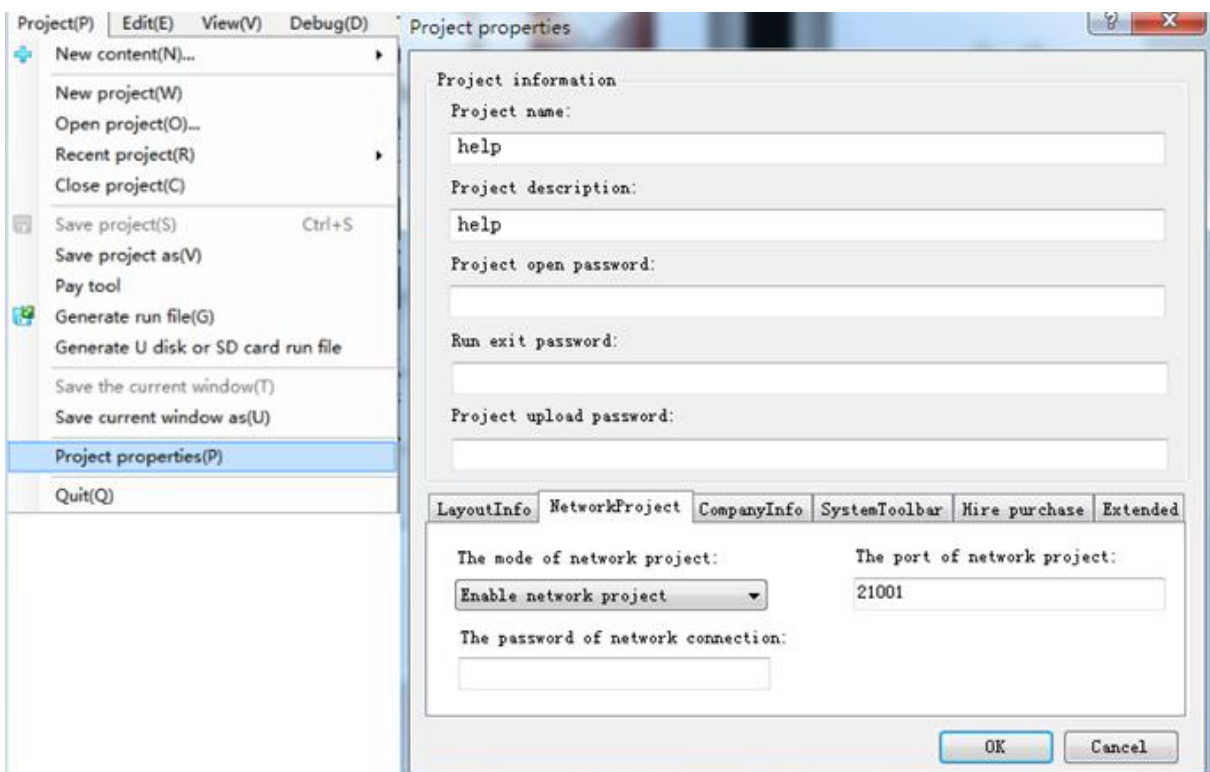 Project(P) Edit(E) View(V) Debug(D)
New content(N)...
New project(W)
Open project(O)...
Recent project(R)
Close project(C)
Save project(S) Ctrl+S
Save project as(V)
Pay tool
Generate run file(G)
Generate U disk or SD card run file
Save the current window(T)
Save current window as(U)
Project properties(P)
Quit(Q)
Project properties
Project information
Project name:
help
Project description:
help
Project open password:
Run exit password:
Project upload password:
LayoutInfo NetworkProject CompanyInfo SystemToolbar Hire purchase Extended
The mode of network project: The port of network project:
Enable network project 21001
The password of network connection:
OK Cancel